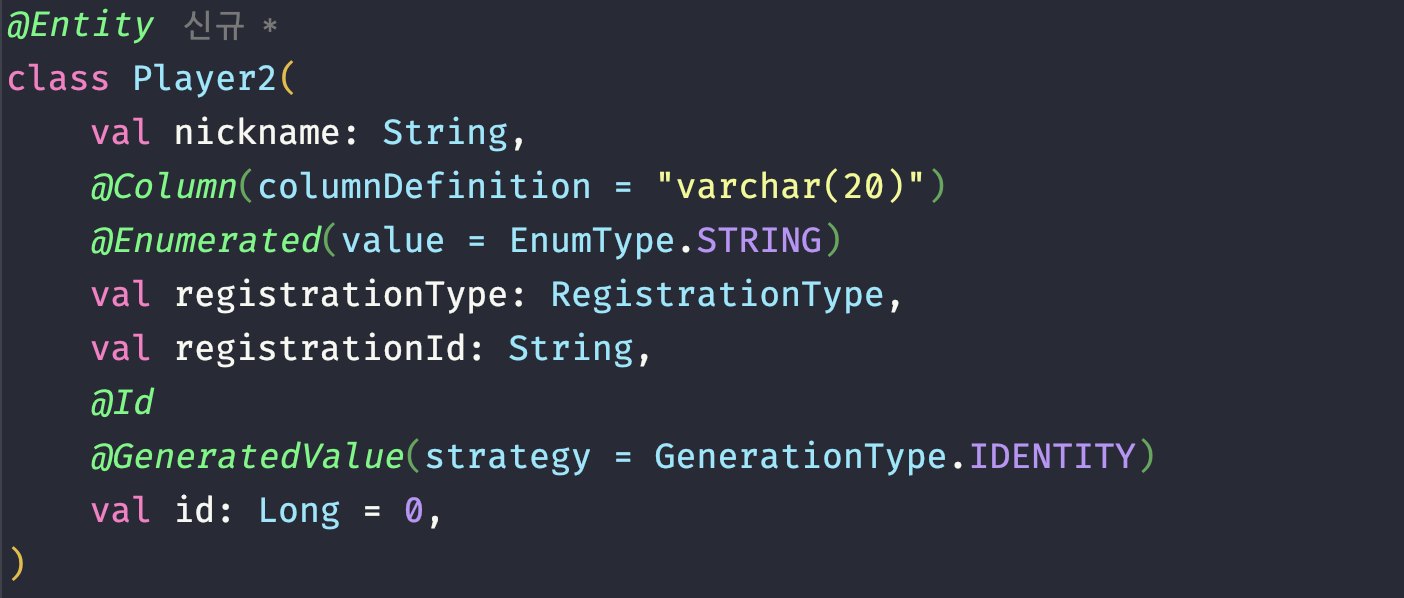 @Entity 신규 *
class Player2(
    val nickname: String,
    @Column(columnDefinition = "varchar(20)")
    @Enumerated(value = EnumType.STRING)
    val registrationType: RegistrationType,
    val registrationId: String,
    @Id
    @GeneratedValue(strategy = GenerationType.IDENTITY)
    val id: Long = 0,
)